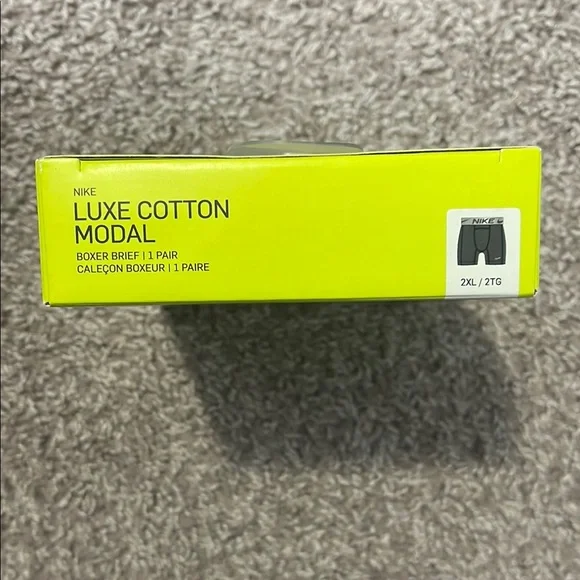 NIKE
LUXE COTTON
MODAL
BOXER BRIEF | 1 PAIR
CALEÇON BOXEUR | 1 PAIRE
NIKE
2XL / 2TG